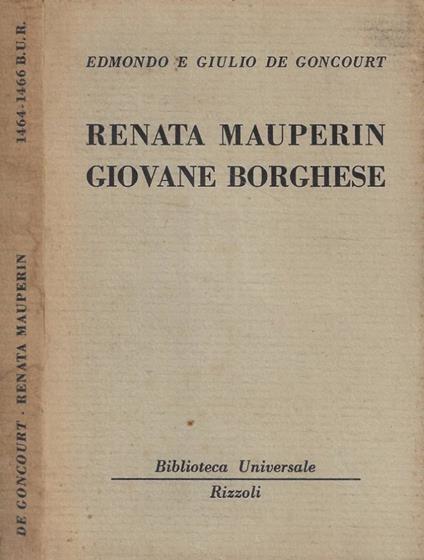 EDMONDO E GIULIO DE GONCOURT
RENATA MAUPERIN
GIOVANE BORGHESE
Biblioteca Universale
Rizzoli
DE GONCOURT · RENATA MAUPERIN 1464-1466 B.U.R.